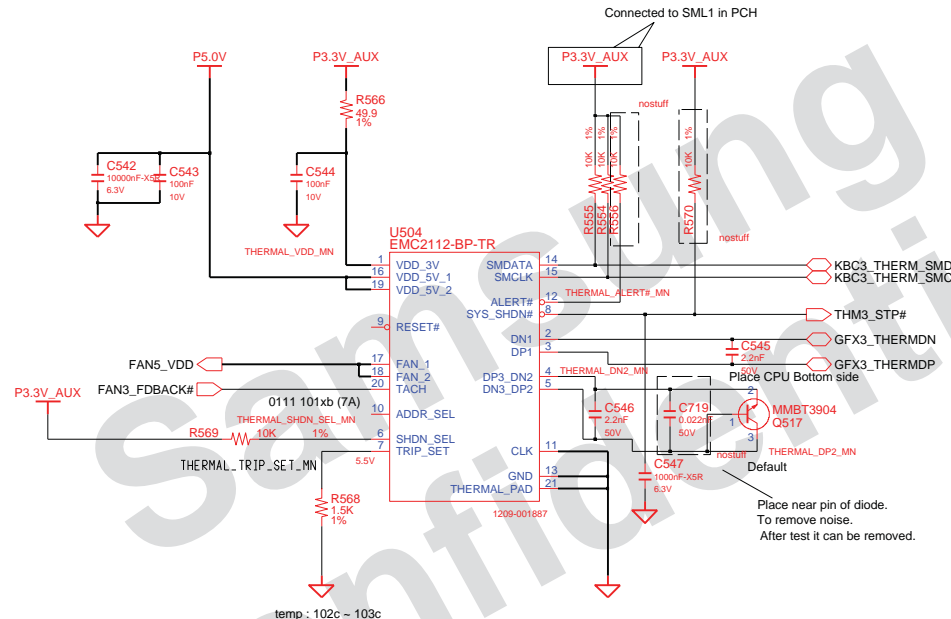 Connected to SML1 in PCH
P5.0V
P3.3V_AUX
P3.3V_AUX
P3.3V_AUX
nostuff
R566
49.9
1%
10K 1%
10K 1%
10K 1%
10K 1%
C542
10000nF-X5R
6.3V
C543
100nF
10V
C544
100nF
10V
R555
R554
R556
R570
nostuff
U504
EMC2112-BP-TR
THERMAL_VDD_MN
1 VDD_3V
16 VDD_5V_1
19 VDD_5V_2
9 RESET#
17 FAN_1
18 FAN_2
20 TACH
10 ADDR_SEL
6 SHDN_SEL
7 TRIP_SET
SMDATA 14
SMCLK 15
ALERT# 12
SYS_SHDN# 8
DN1 2
DP1 3
DP3_DN2 4
DN3_DP2 5
CLK 11
GND 13
THERMAL_PAD 21
1209-001887
KBC3_THERM_SMD
KBC3_THERM_SMC
THERMAL_ALERT#_MN
THM3_STP#
GFX3_THERMDN
C545
2.2nF
50V
GFX3_THERMDP
THERMAL_DN2_MN
Place CPU Bottom side
FAN5_VDD
FAN3_FDBACK#
P3.3V_AUX
0111 101xb (7A)
THERMAL_SHDN_SEL_MN
R569
10K
1%
THERMAL_TRIP_SET_MN
5.5V
R568
1.5K
1%
temp : 102c ~ 103c
C546
2.2nF
50V
C719
0.022nF
50V
nostuff
2
1
3
MMBT3904
Q517
THERMAL_DP2_MN
Default
C547
1000nF-X5R
6.3V
Place near pin of diode.
To remove noise.
After test it can be removed.
Samsung
Confidenti